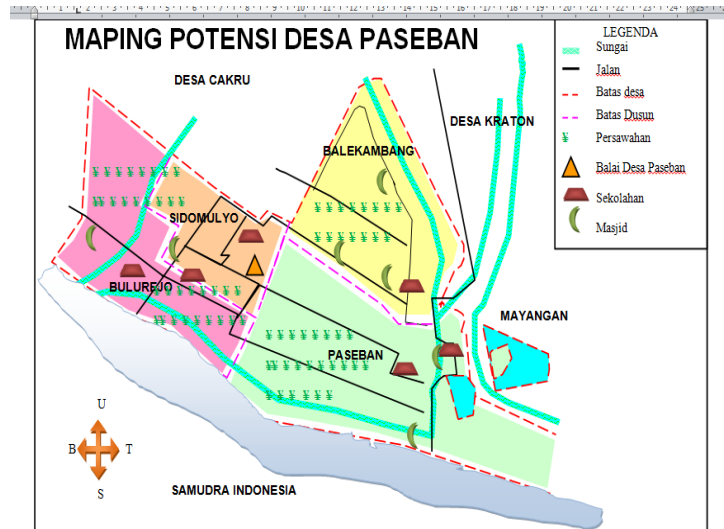 MAPING POTENSI DESA PASEBAN
LEGENDA
Sungai
Jalan
Batas desa
Batas Dusun
Persawahan
Balai Desa Paseban
Sekolahan
Masjid
DESA CAKRU
DESA KRATON
BALEKAMBANG
SIDOMULYO
BULUREJO
MAYANGAN
PASEBAN
U
B
T
S
SAMUDRA INDONESIA